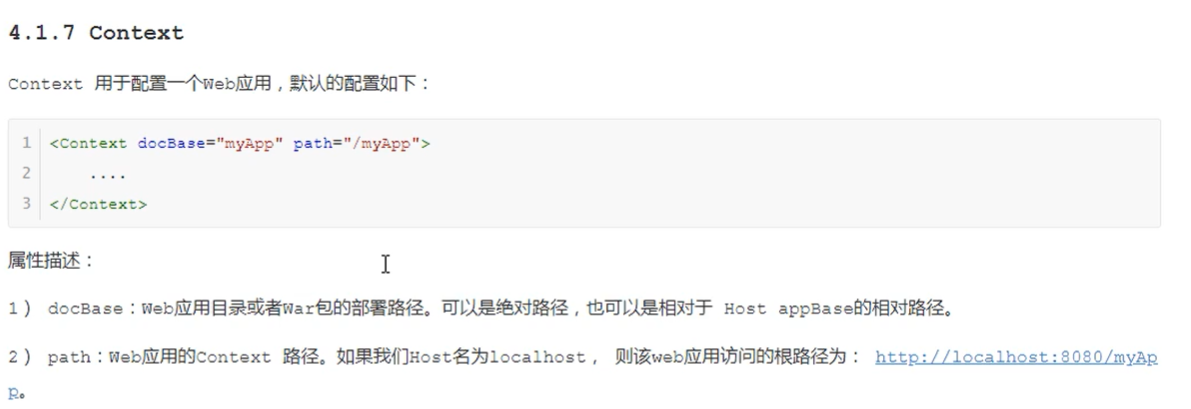 4.1.7 Context
Context 用于配置一个Web应用，默认的配置如下：
1 <Context docBase="myApp" path="/myApp">
2 ....
3 </Context>
属性描述：
1） docBase：Web应用目录或者War包的部署路径。可以是绝对路径，也可以是相对于 Host appBase的相对路径。
2） path：Web应用的Context 路径。如果我们Host名为localhost， 则该web应用访问的根路径为： http://localhost:8080/myAp
p。